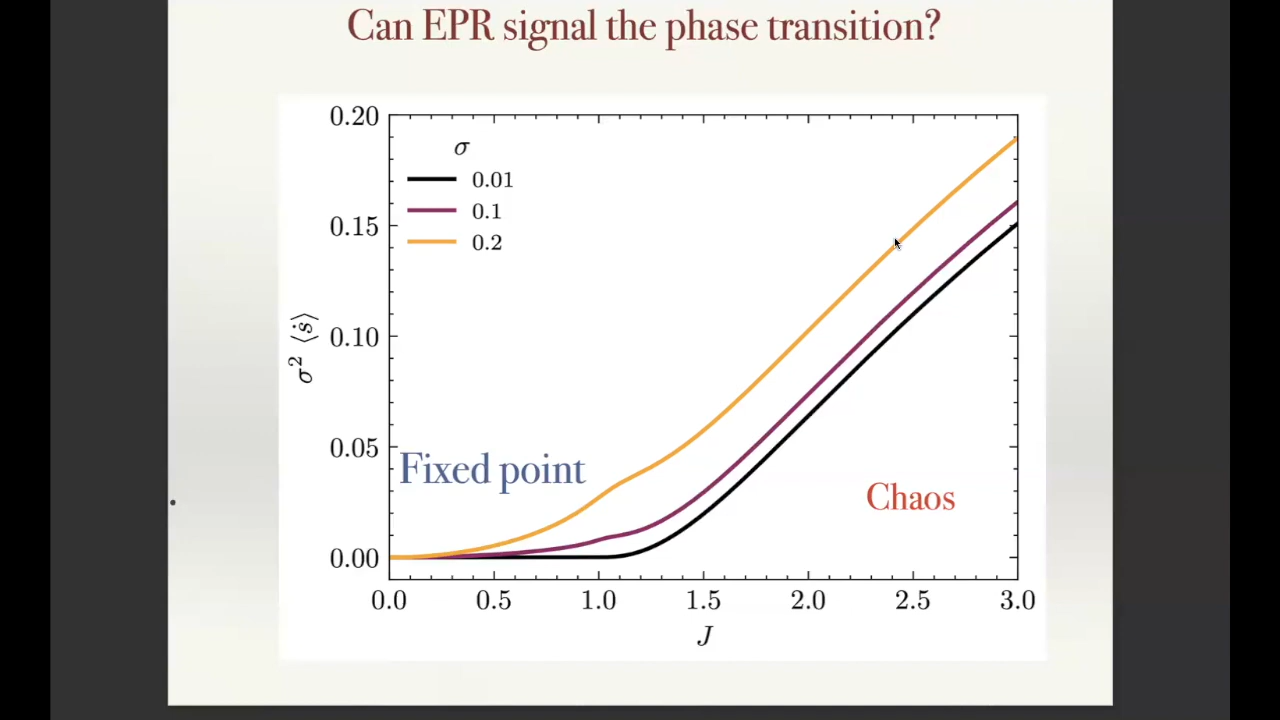 Can EPR signal the phase transition?
0.20
0.15
0.10
0.05
0.00
σ² ⟨ṡ⟩
σ
0.01
0.1
0.2
Fixed point
Chaos
0.0 0.5 1.0 1.5 2.0 2.5 3.0
J